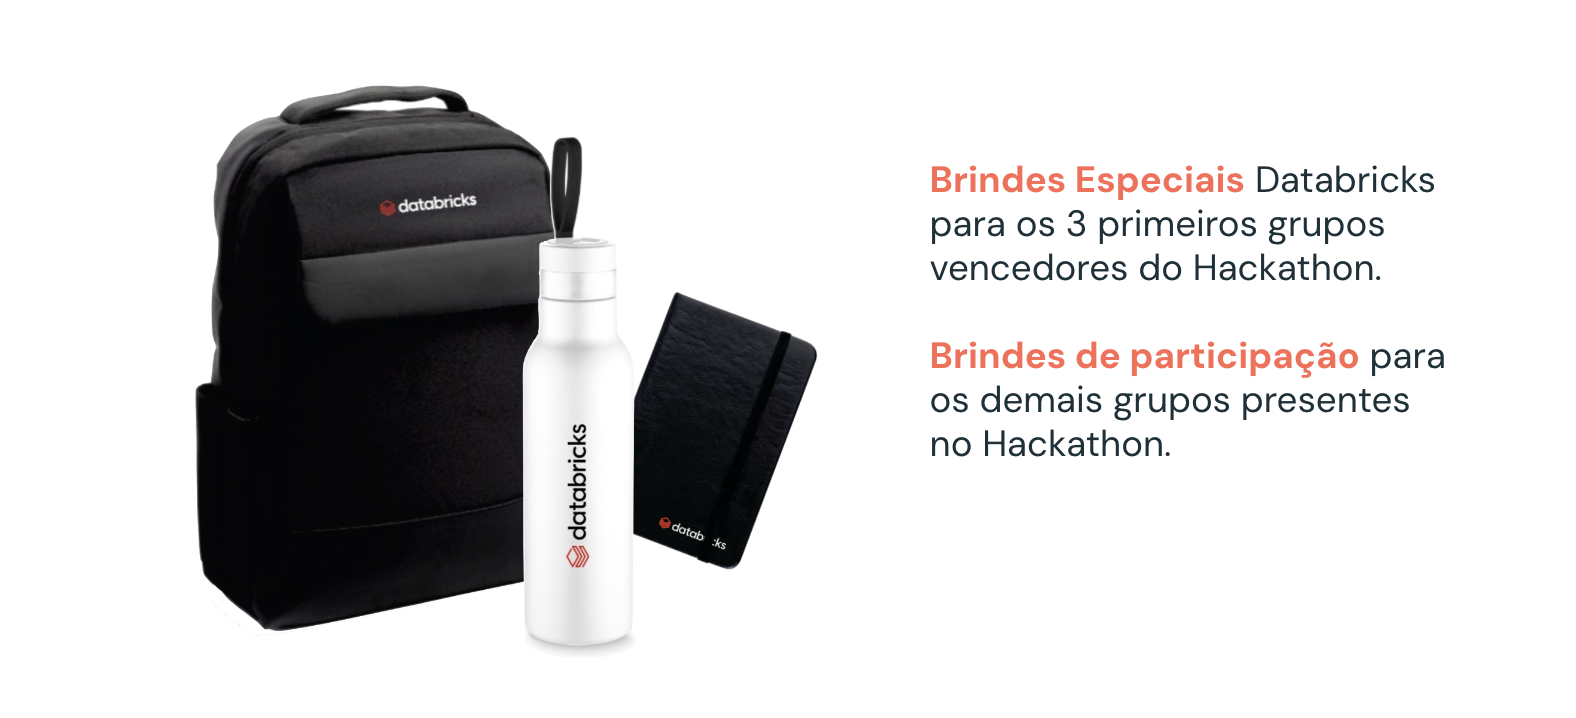 databricks
databricks
Brindes Especiais Databricks
para os 3 primeiros grupos
vencedores do Hackathon.
Brindes de participação para
os demais grupos presentes
no Hackathon.